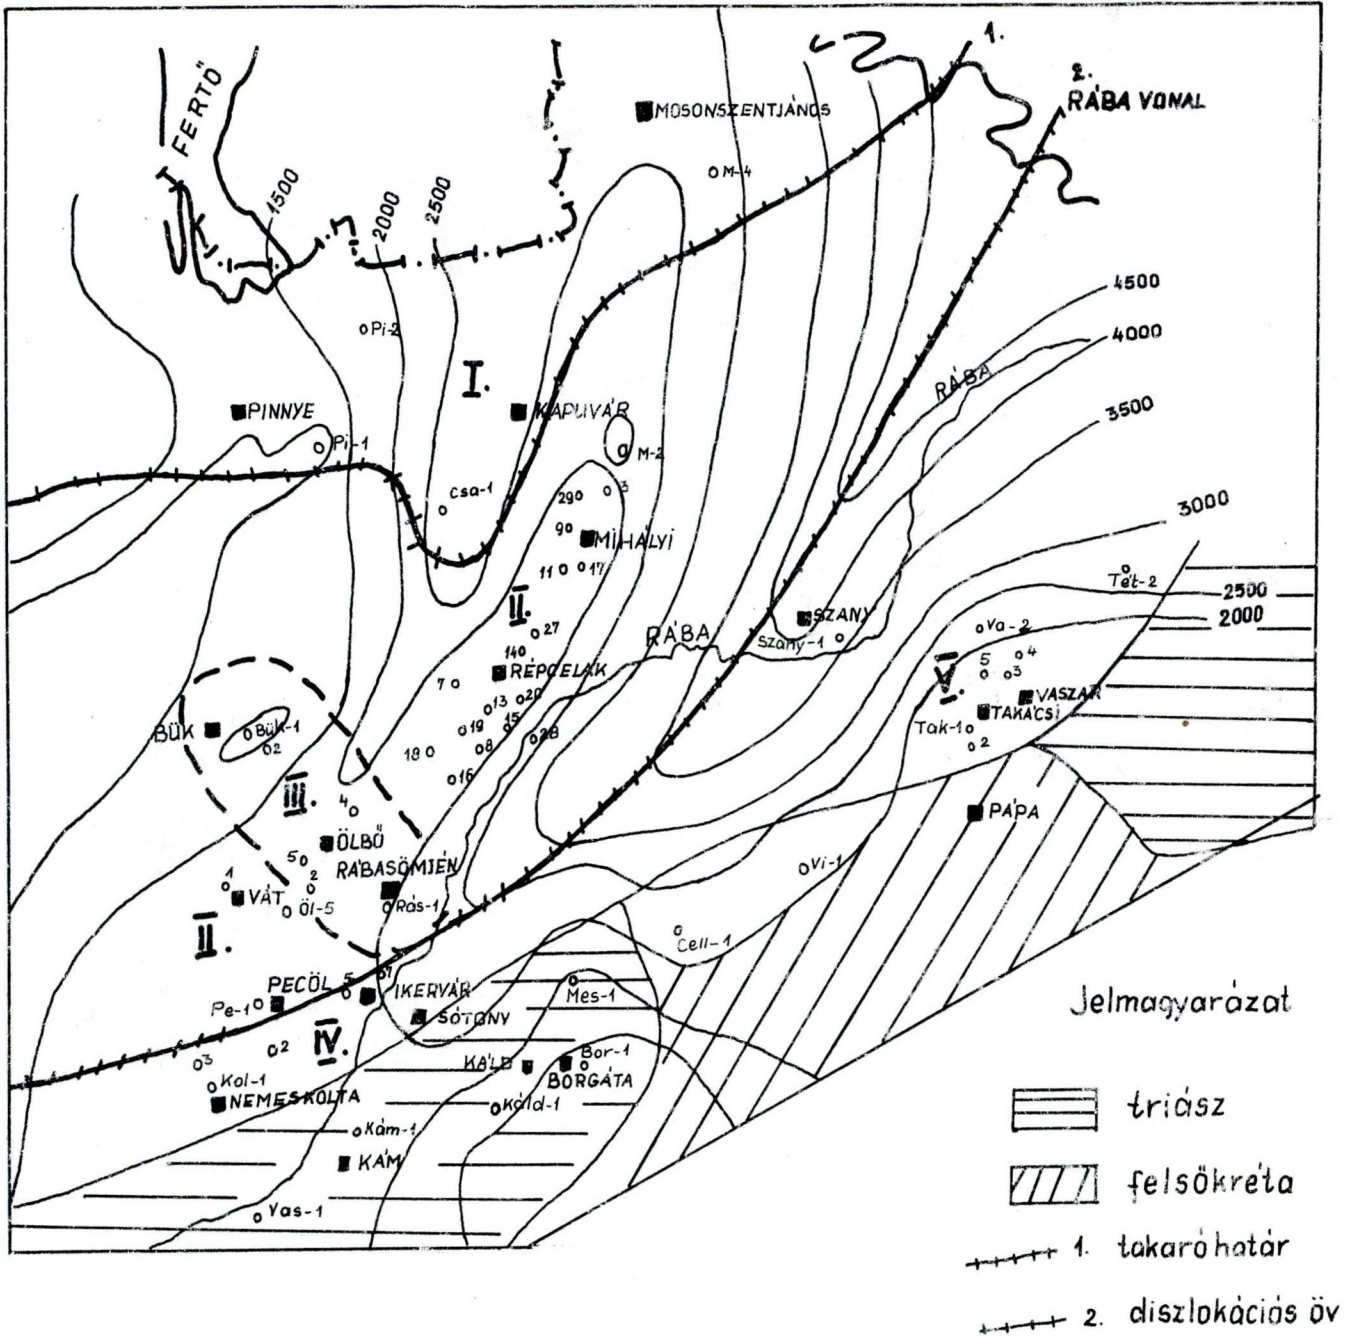 1.
2.
RÁBA VONAL
FERTŐ
MOSONSZENTJÁNOS
M-4
1500
2000
2500
4500
4000
3500
3000
2500
2000
Pi-2
I.
RÁBA
PINNYE
KAPUVÁR
Pi-1
M-2
Csa-1
29
3
9
MIHÁLYI
11
17
II.
27
14
RÁBA
SZANY
Szany-1
Tét-2
Va-2
4
5
3
V.
VASZAR
TAKÁCSI
Tak-1
2
RÉPCELAK
7
13
20
19
15
18
8
28
16
BÜK
Bük-1
2
III.
4
ÖLBŐ
5
RÁBASÖMJÉN
2
1
VÁT
Öl-5
Rás-1
PÁPA
Vi-1
Cell-1
II.
PECÖL
5
7
IKERVÁR
Pe-1
SÓTONY
Mes-1
IV.
2
3
KÁLD
Bor-1
BORGÁTA
Kol-1
NEMESKOLTA
Káld-1
Kám-1
KÁM
Vas-1
Jelmagyarázat
triász
felsőkréta
1. takaróhatár
2. diszlokációs öv